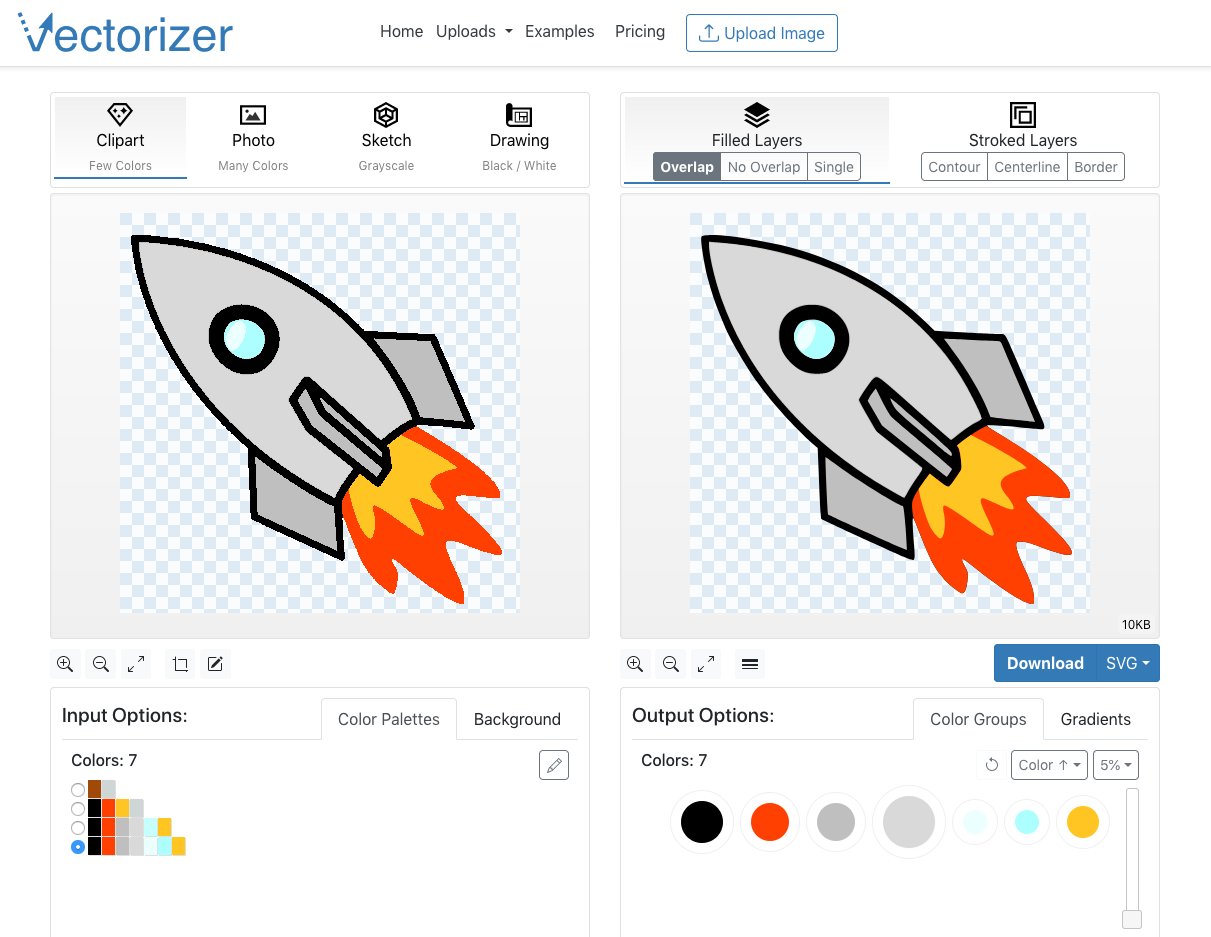 Vectorizer
Home Uploads Examples Pricing Upload Image
Clipart Photo Sketch Drawing
Few Colors Many Colors Grayscale Black / White
Filled Layers Stroked Layers
Overlap No Overlap Single Contour Centerline Border
10KB
Download SVG
Input Options: Color Palettes Background
Colors: 7
Output Options: Color Groups Gradients
Colors: 7 Color ↑ 5%